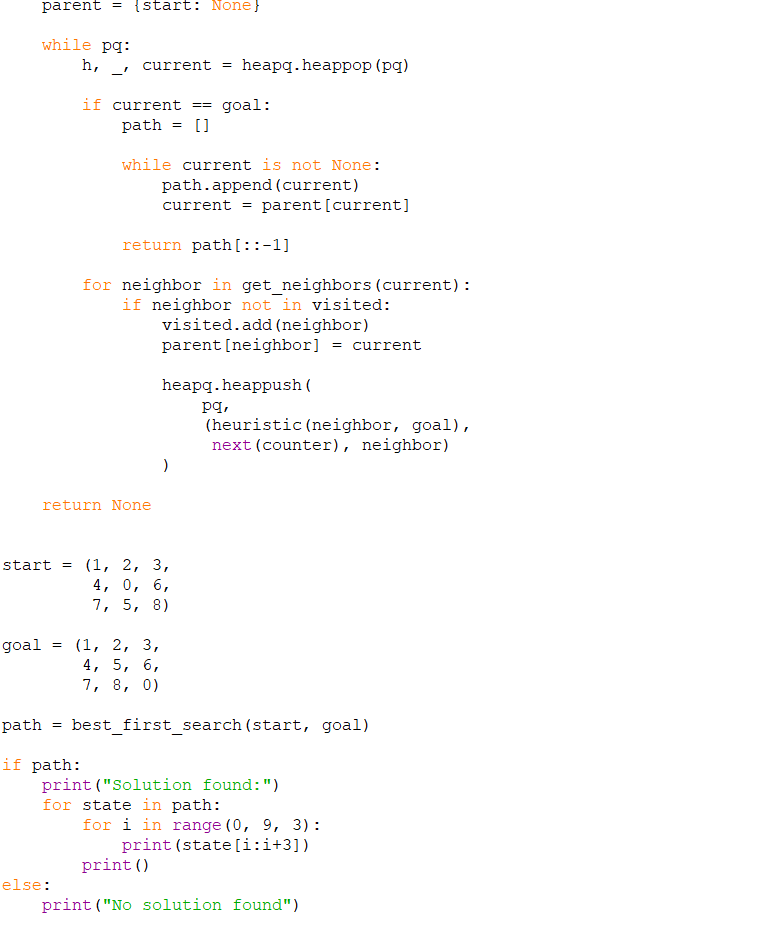 parent = {start: None}

    while pq:
        h, _, current = heapq.heappop(pq)

        if current == goal:
            path = []

            while current is not None:
                path.append(current)
                current = parent[current]

            return path[::-1]

        for neighbor in get_neighbors(current):
            if neighbor not in visited:
                visited.add(neighbor)
                parent[neighbor] = current

                heapq.heappush(
                    pq,
                    (heuristic(neighbor, goal),
                     next(counter), neighbor)
                )

    return None


start = (1, 2, 3,
         4, 0, 6,
         7, 5, 8)

goal = (1, 2, 3,
        4, 5, 6,
        7, 8, 0)

path = best_first_search(start, goal)

if path:
    print("Solution found:")
    for state in path:
        for i in range(0, 9, 3):
            print(state[i:i+3])
        print()
else:
    print("No solution found")